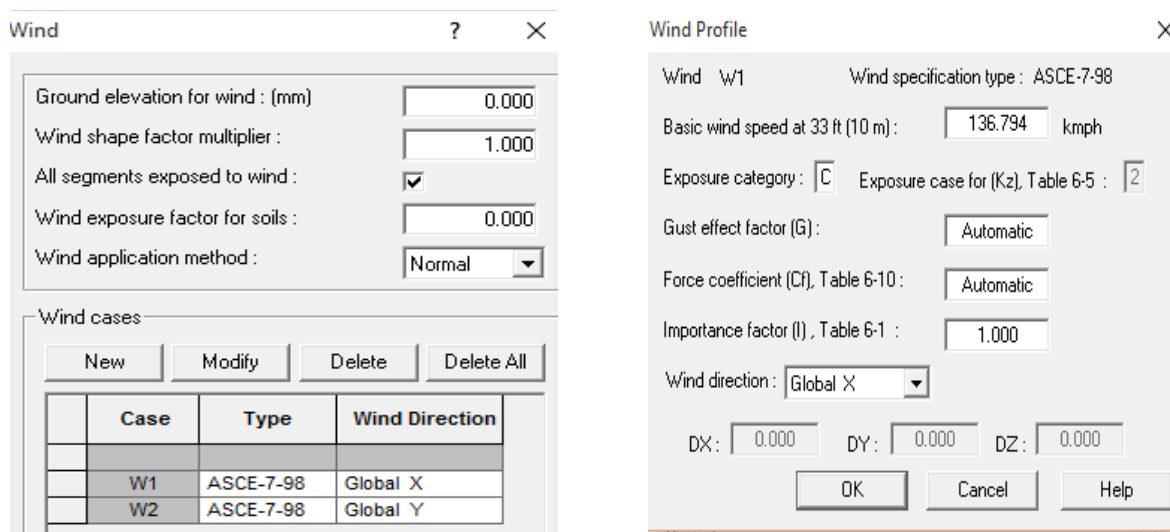 Wind ?
Ground elevation for wind : (mm) 0.000
Wind shape factor multiplier : 1.000
All segments exposed to wind :
Wind exposure factor for soils : 0.000
Wind application method : Normal
Wind cases
New Modify Delete Delete All
Case Type Wind Direction
W1 ASCE-7-98 Global X
W2 ASCE-7-98 Global Y
Wind Profile
Wind W1 Wind specification type : ASCE-7-98
Basic wind speed at 33 ft (10 m) : 136.794 kmph
Exposure category : C Exposure case for (Kz), Table 6-5 : 2
Gust effect factor (G) : Automatic
Force coefficient (Cf), Table 6-10 : Automatic
Importance factor (I) , Table 6-1 : 1.000
Wind direction : Global X
DX : 0.000 DY : 0.000 DZ : 0.000
OK Cancel Help